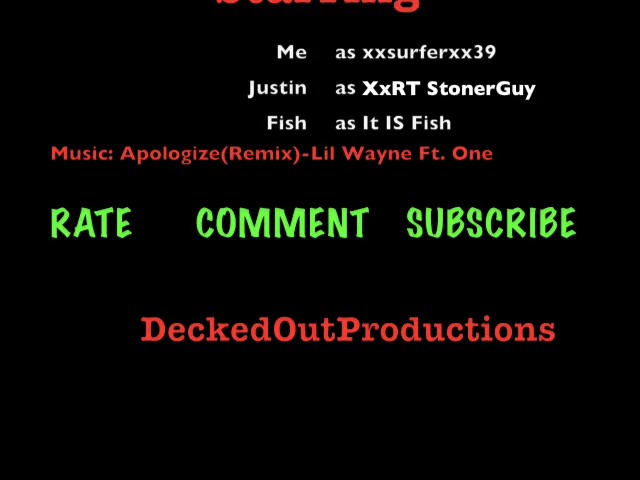 Starring
Me as xxsurferxx39
Justin as XxRT StonerGuy
Fish as It IS Fish
Music: Apologize(Remix)-Lil Wayne Ft. One
RATE COMMENT SUBSCRIBE
DeckedOutProductions